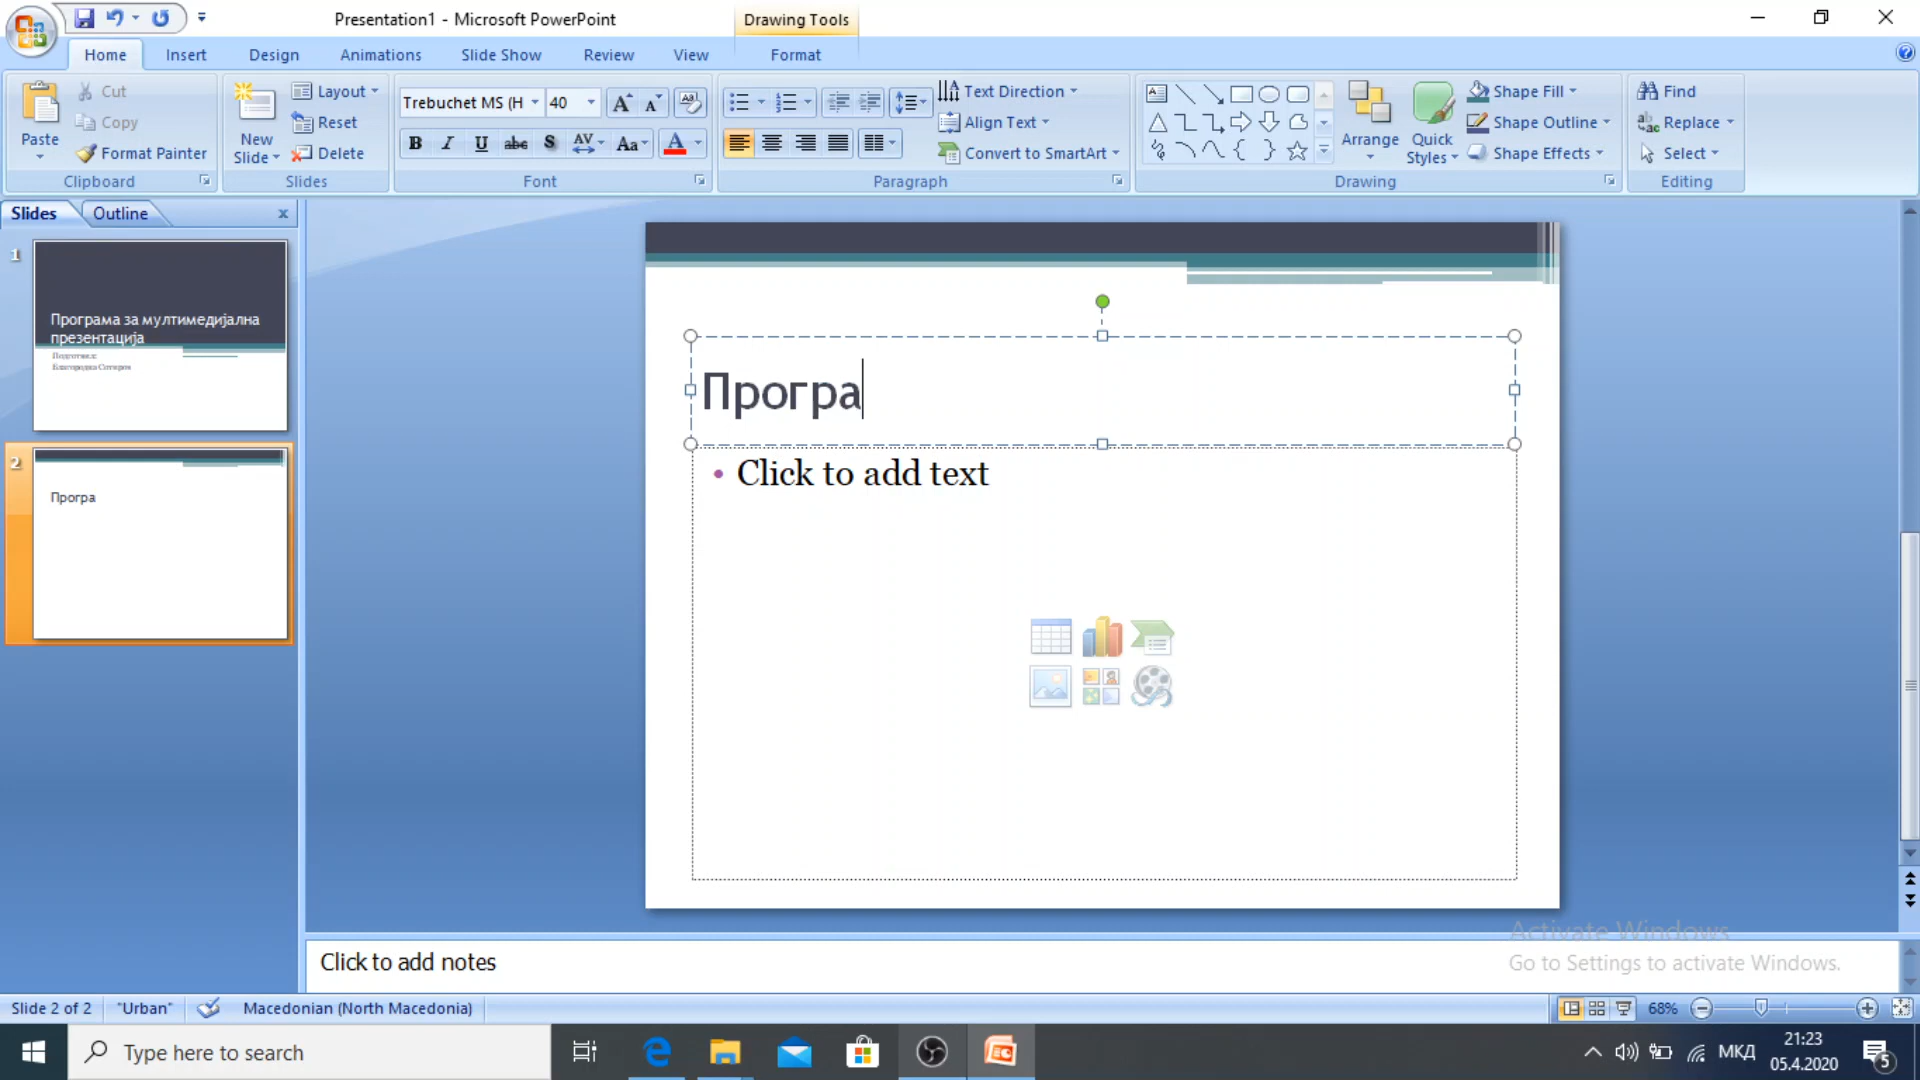 Presentation1 - Microsoft PowerPoint
Drawing Tools
Home
Insert
Design
Animations
Slide Show
Review
View
Format
Paste
Cut
Copy
Format Painter
Clipboard
New
Slide
Layout
Reset
Delete
Slides
Trebuchet MS (H
40
Font
Text Direction
Align Text
Convert to SmartArt
Paragraph
Arrange
Quick
Styles
Shape Fill
Shape Outline
Shape Effects
Drawing
Find
Replace
Select
Editing
Slides
Outline
1
Програма за мултимедијална
презентација
2
Програ
Програ
• Click to add text
Click to add notes
Activate Windows
Go to Settings to activate Windows.
Slide 2 of 2
"Urban"
Macedonian (North Macedonia)
68%
Type here to search
МКД
21:23
05.4.2020
5